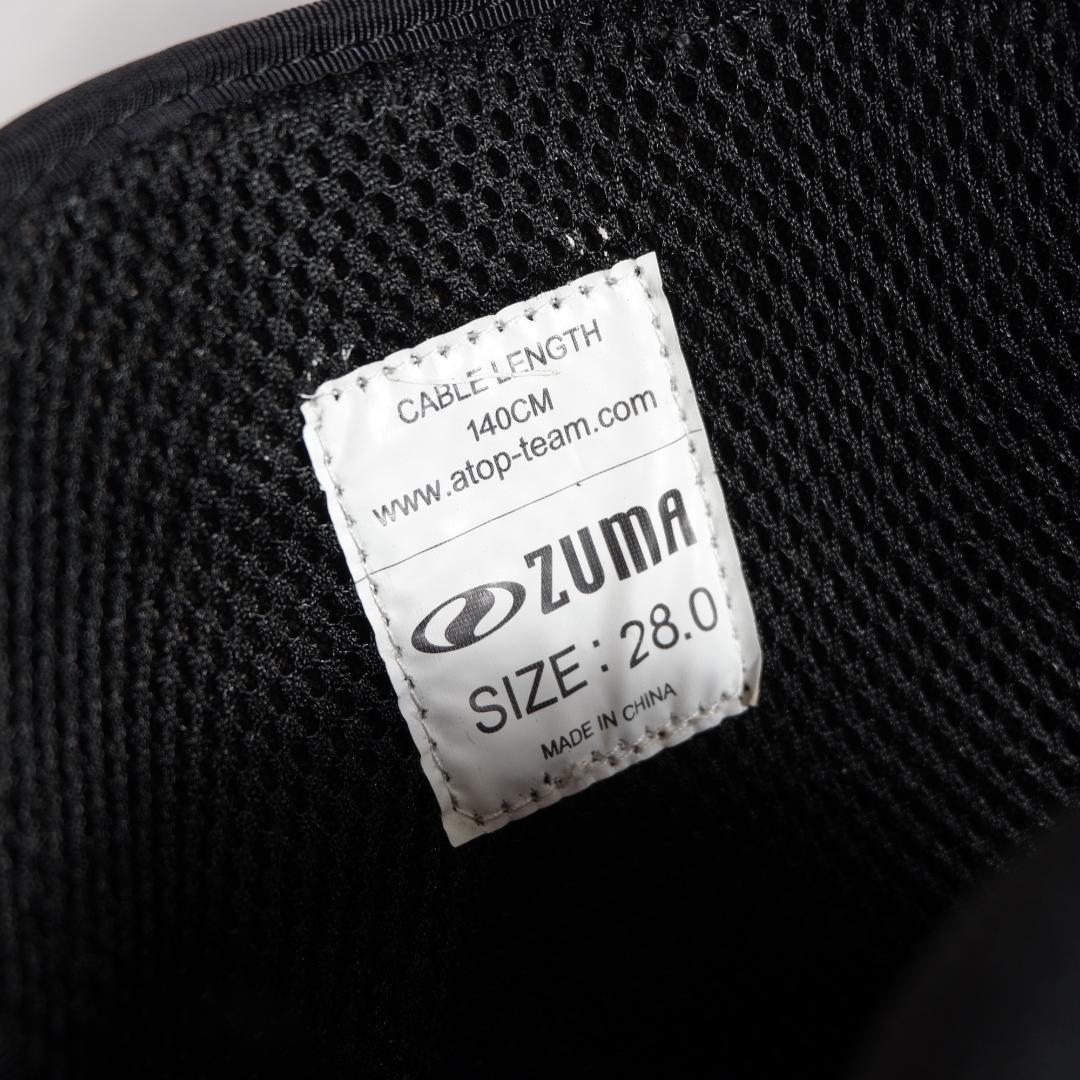 CABLE LENGTH
140CM
www.atop-team.com
ZUMA
SIZE : 28.0
MADE IN CHINA